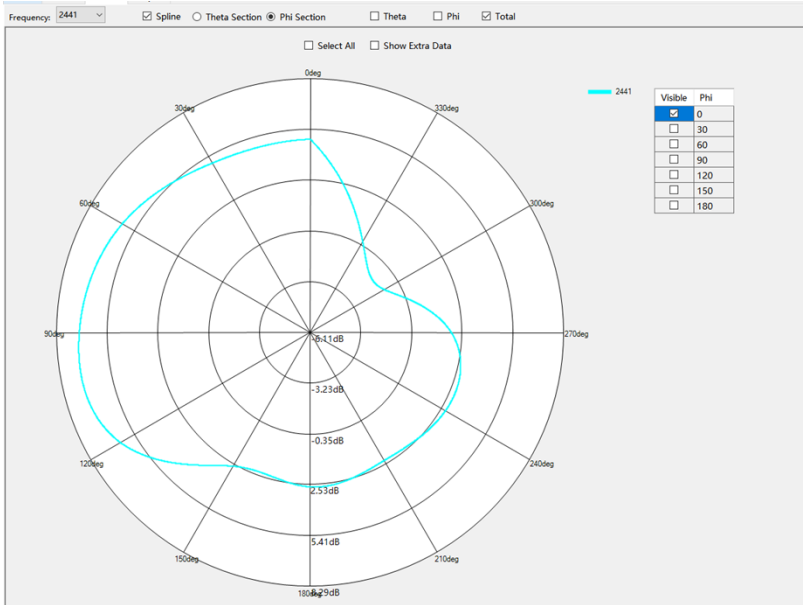 Frequency: 2441 Spline Theta Section Phi Section Theta Phi Total
Select All Show Extra Data
0deg
2441
Visible Phi
0
30
60
90
120
150
180
30deg
330deg
60deg
300deg
90deg
270deg
-6.11dB
-3.23dB
-0.35dB
120deg
240deg
2.53dB
5.41dB
150deg
210deg
180deg
8.29dB